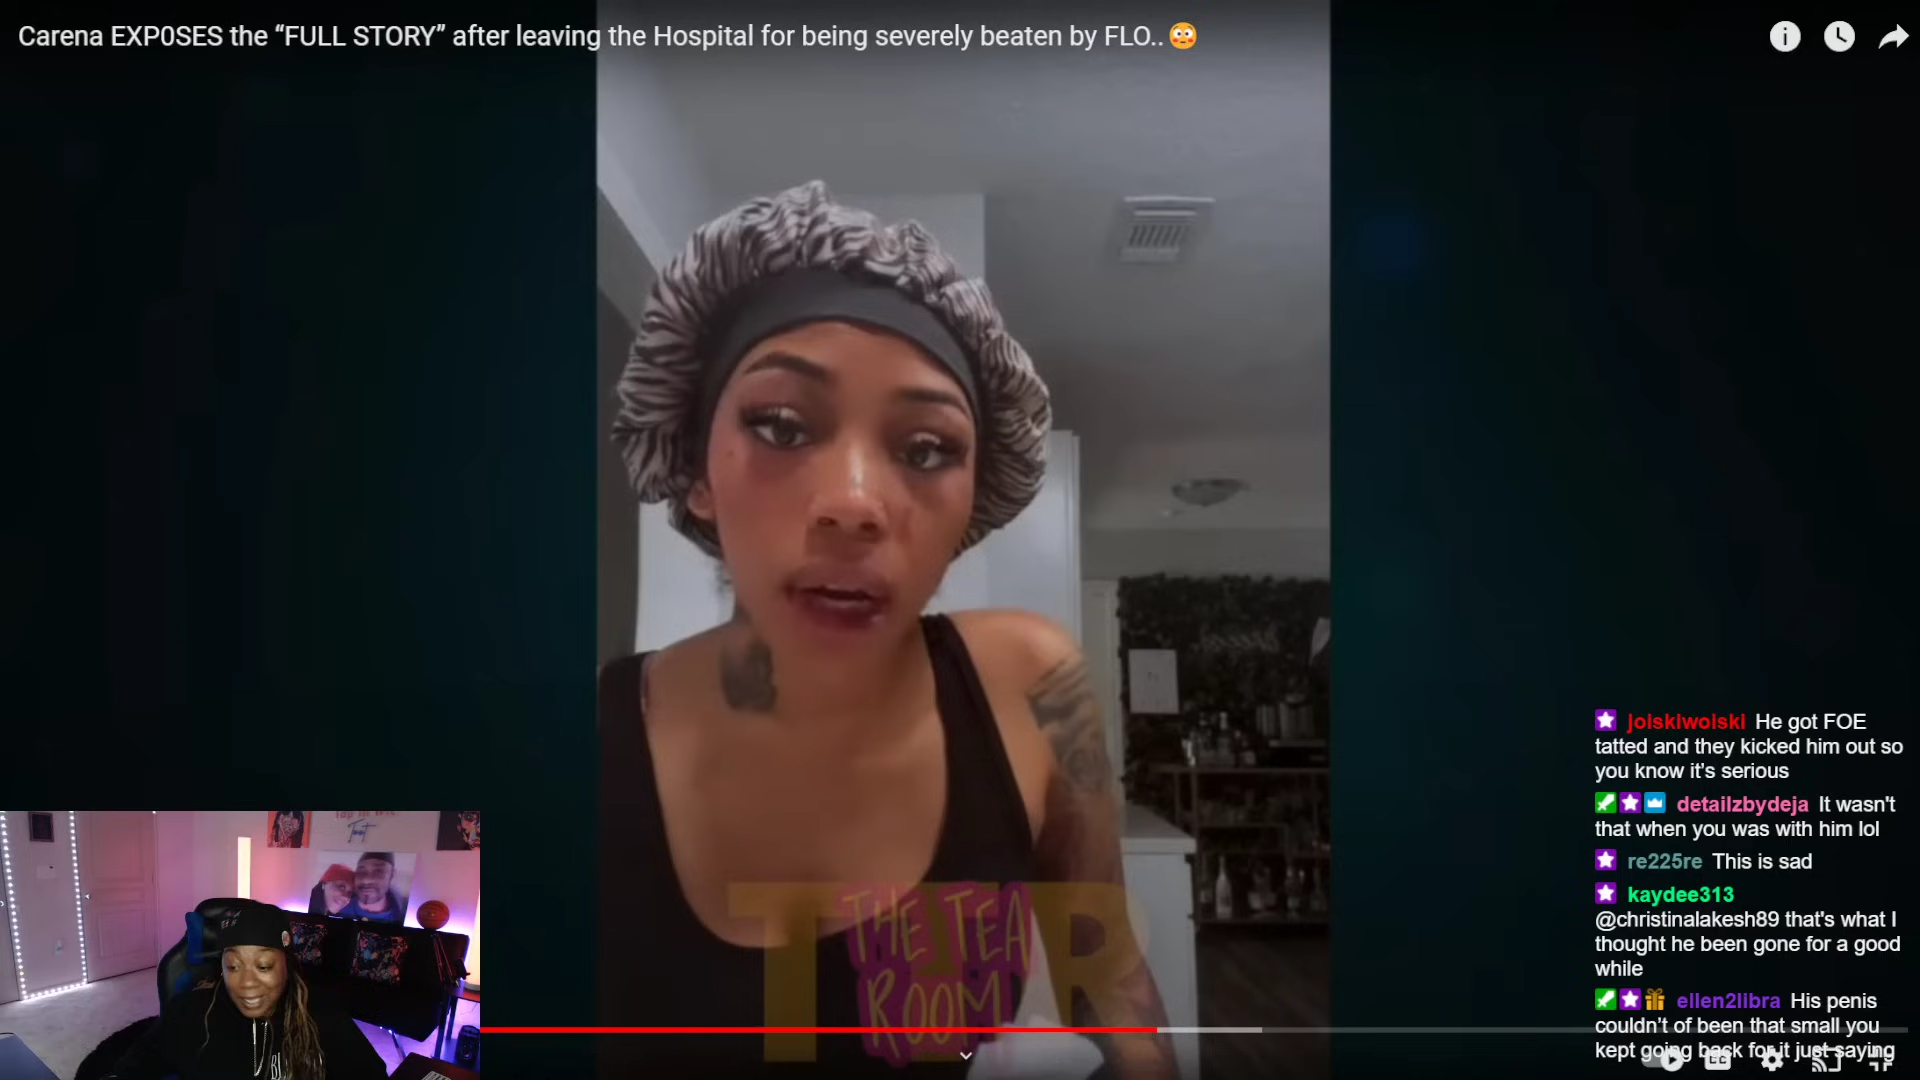 Carena EXP0SES the “FULL STORY” after leaving the Hospital for being severely beaten by FLO..😳
jolskiwolski He got FOE
tatted and they kicked him out so
you know it's serious
detailzbydeja It wasn't
that when you was with him lol
re225re This is sad
kaydee313
@christinalakesh89 that's what I
thought he been gone for a good
while
ellen2libra His penis
couldn't of been that small you
kept going back for it just saying
THE TEA
ROOM
T R
CC